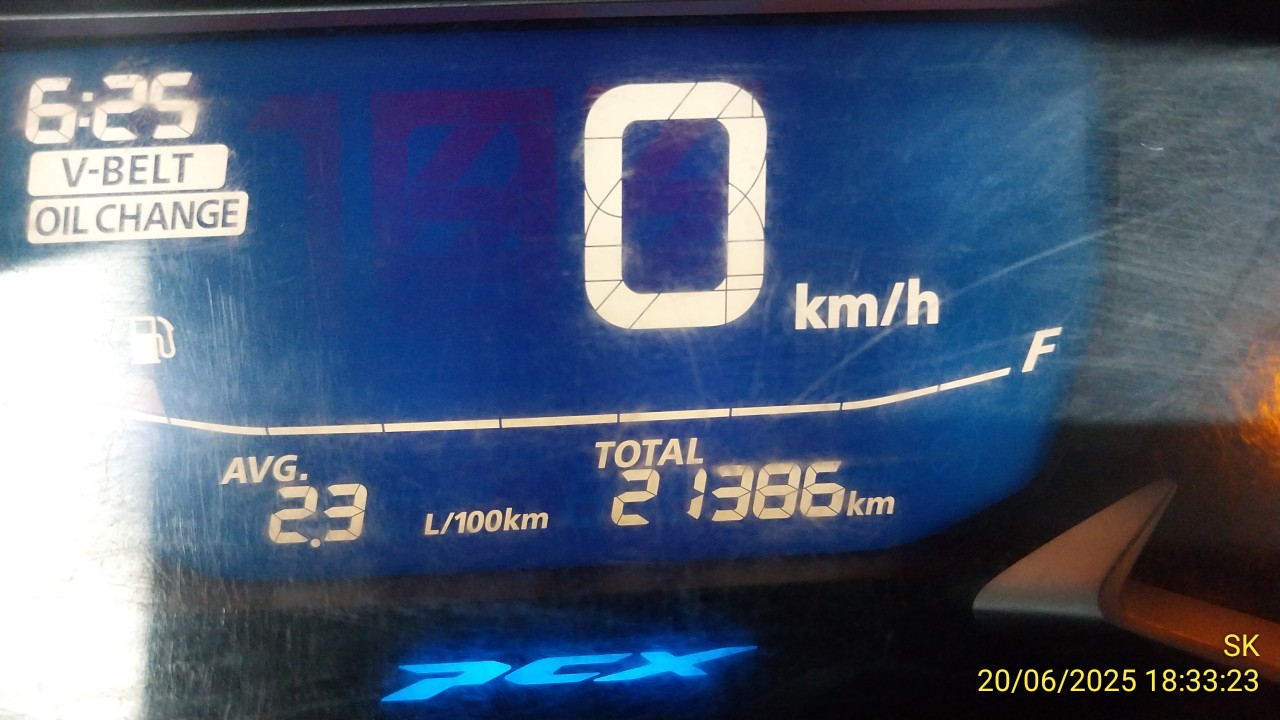 6:25
V-BELT
OIL CHANGE
0 km/h
F
AVG.
2.3 L/100km
TOTAL
21386 km
PCX
SK
20/06/2025 18:33:23